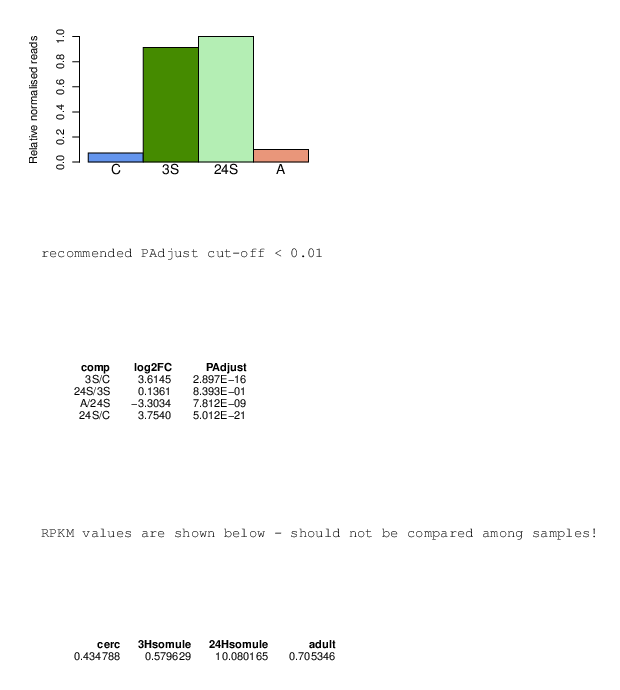 Relative normalised reads
1.0
0.8
0.6
0.4
0.2
0.0
C 3S 24S A
recommended PAdjust cut-off < 0.01
comp log2FC PAdjust
3S/C 3.6145 2.897E−16
24S/3S 0.1361 8.393E−01
A/24S −3.3034 7.812E−09
24S/C 3.7540 5.012E−21
RPKM values are shown below - should not be compared among samples!
cerc 3Hsomule 24Hsomule adult
0.434788 0.579629 10.080165 0.705346